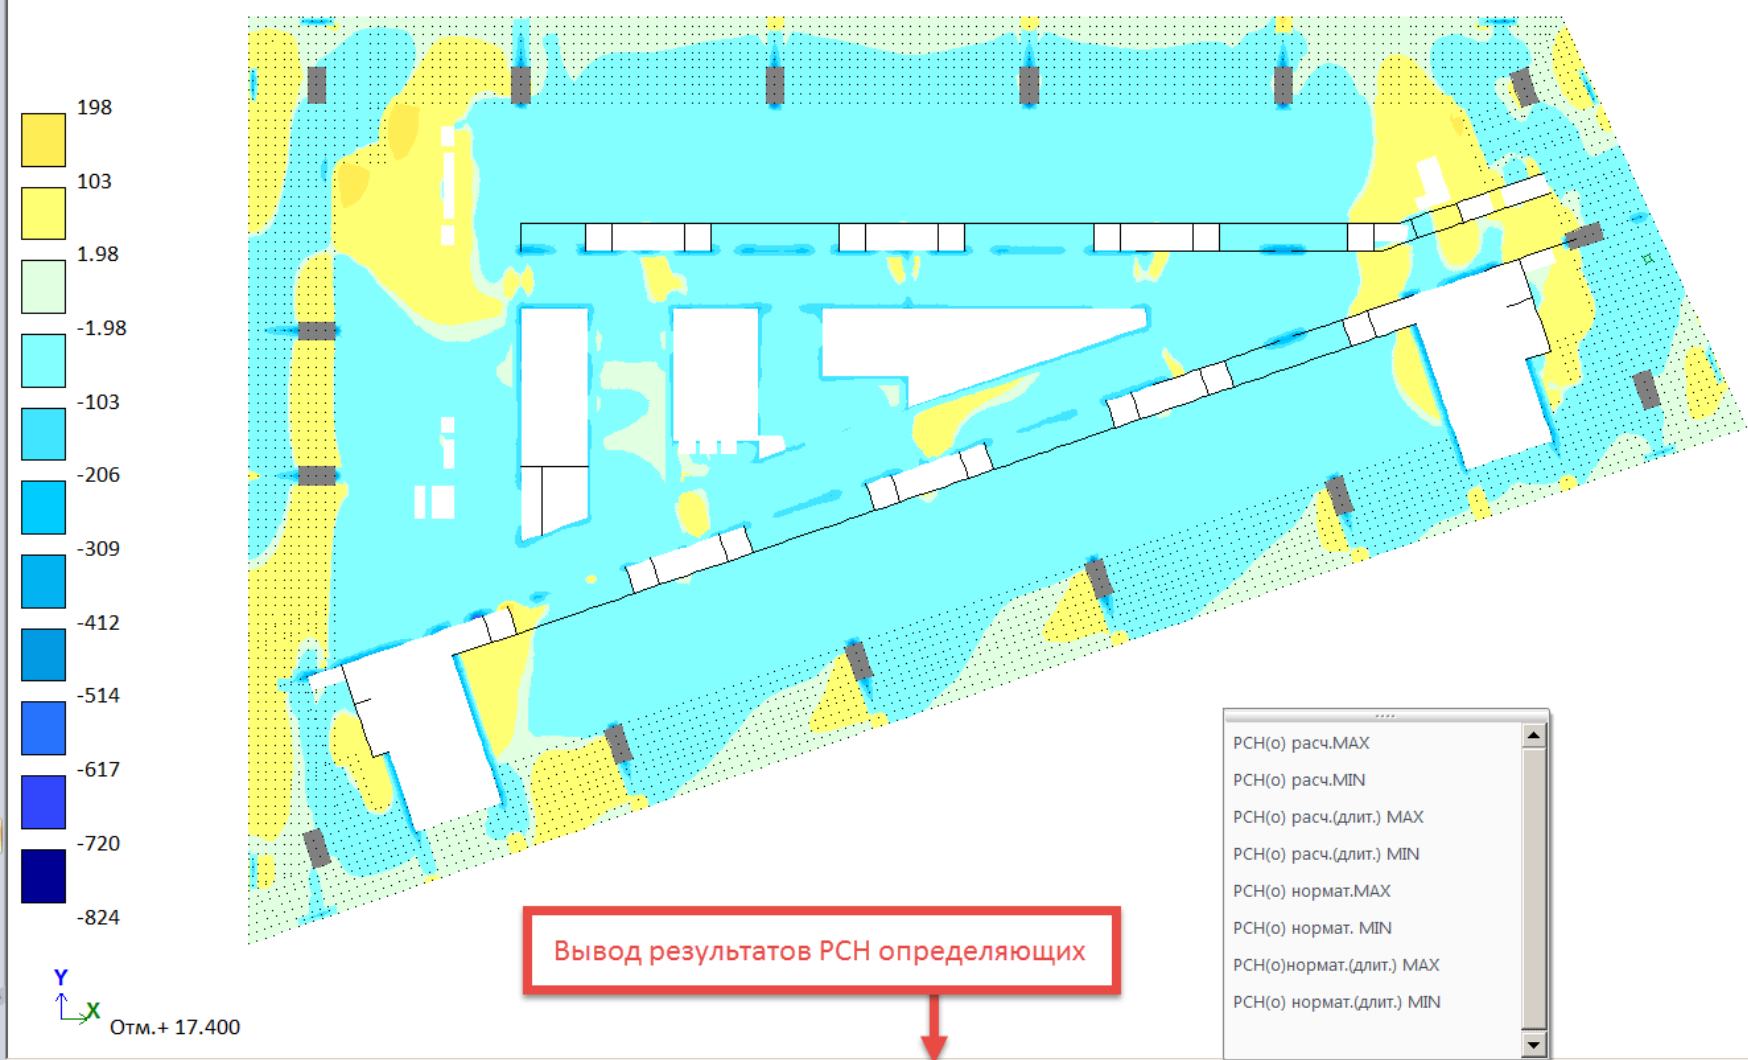 198
103
1.98
-1.98
-103
-206
-309
-412
-514
-617
-720
-824
Y
X
Отм.+ 17.400
Вывод результатов РСН определяющих
РСН(о) расч.MAX
РСН(о) расч.MIN
РСН(о) расч.(длит.) MAX
РСН(о) расч.(длит.) MIN
РСН(о) нормат.MAX
РСН(о) нормат. MIN
РСН(о)нормат.(длит.) MAX
РСН(о) нормат.(длит.) MIN